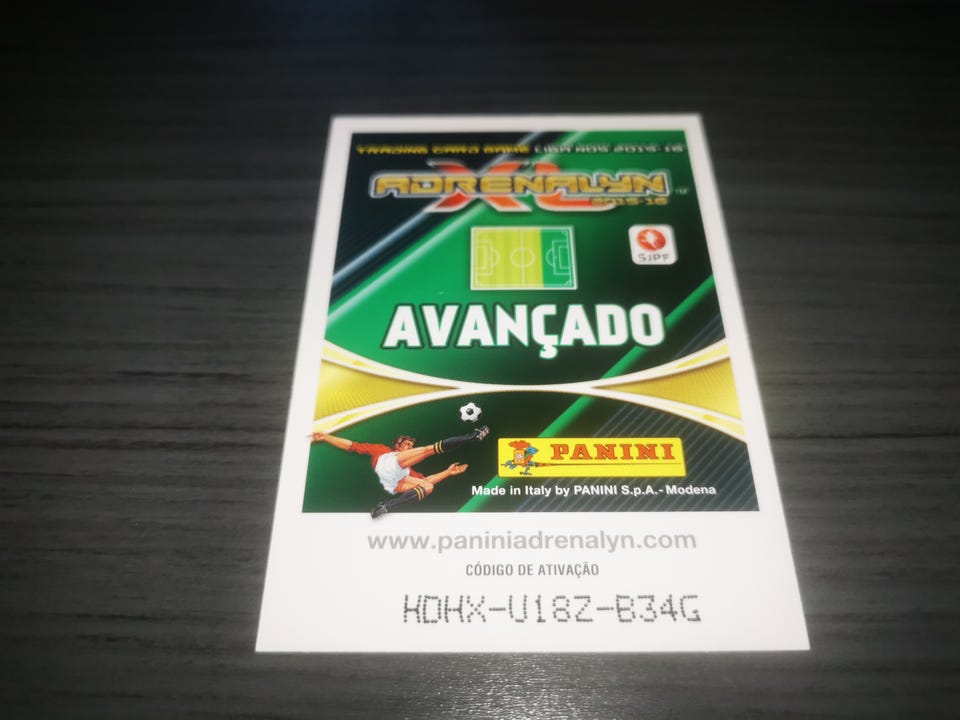 TRADING CARD GAME LIGA NOS 2015-16
ADRENALYN XL™
2015-16
SJPF
AVANÇADO
PANINI
Made in Italy by PANINI S.p.A.-Modena
www.paniniadrenalyn.com
CÓDIGO DE ATIVAÇÃO
HDHX-U18Z-B34G